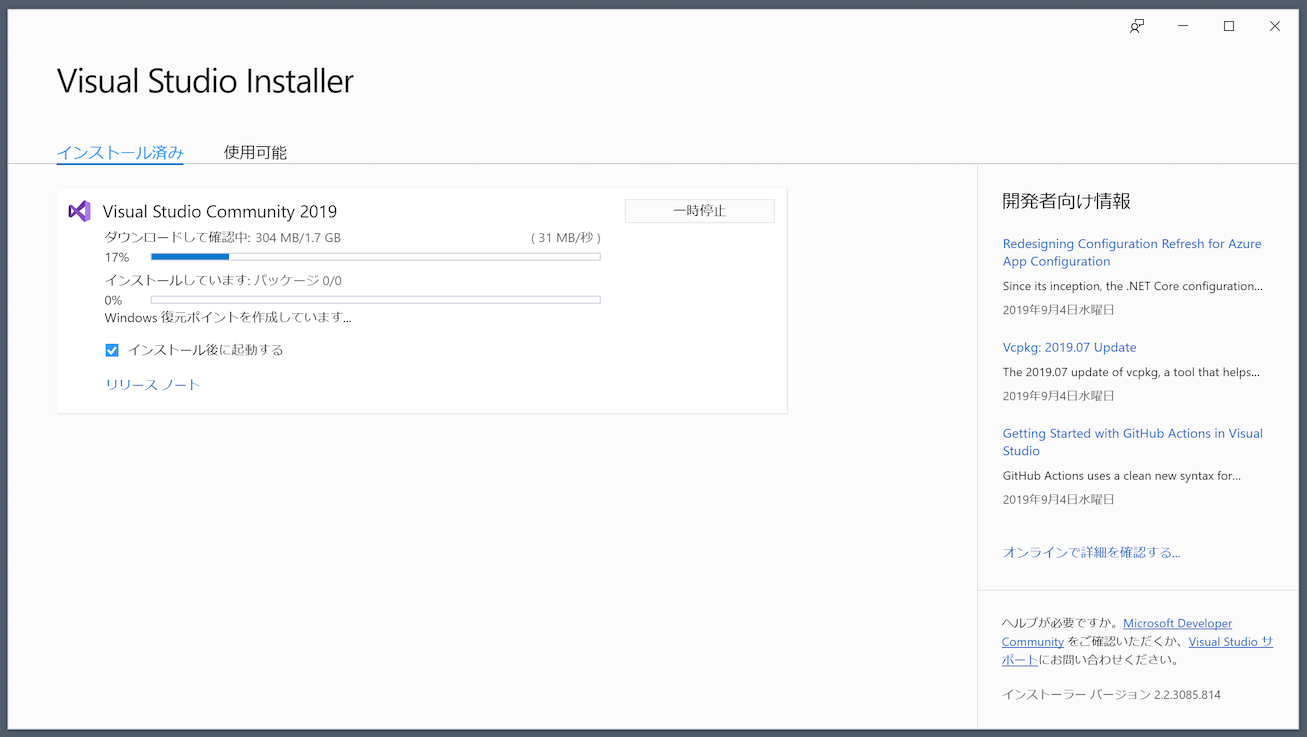 Visual Studio Installer
インストール済み 使用可能
Visual Studio Community 2019
一時停止
ダウンロードして確認中: 304 MB/1.7 GB ( 31 MB/秒 )
17%
インストールしています: パッケージ 0/0
0%
Windows 復元ポイントを作成しています...
インストール後に起動する
リリース ノート
開発者向け情報
Redesigning Configuration Refresh for Azure
App Configuration
Since its inception, the .NET Core configuration...
2019年9月4日水曜日
Vcpkg: 2019.07 Update
The 2019.07 update of vcpkg, a tool that helps...
2019年9月4日水曜日
Getting Started with GitHub Actions in Visual
Studio
GitHub Actions uses a clean new syntax for...
2019年9月4日水曜日
オンラインで詳細を確認する...
ヘルプが必要ですか。Microsoft Developer
Community をご確認いただくか、Visual Studio サ
ポートにお問い合わせください。
インストーラー バージョン 2.2.3085.814